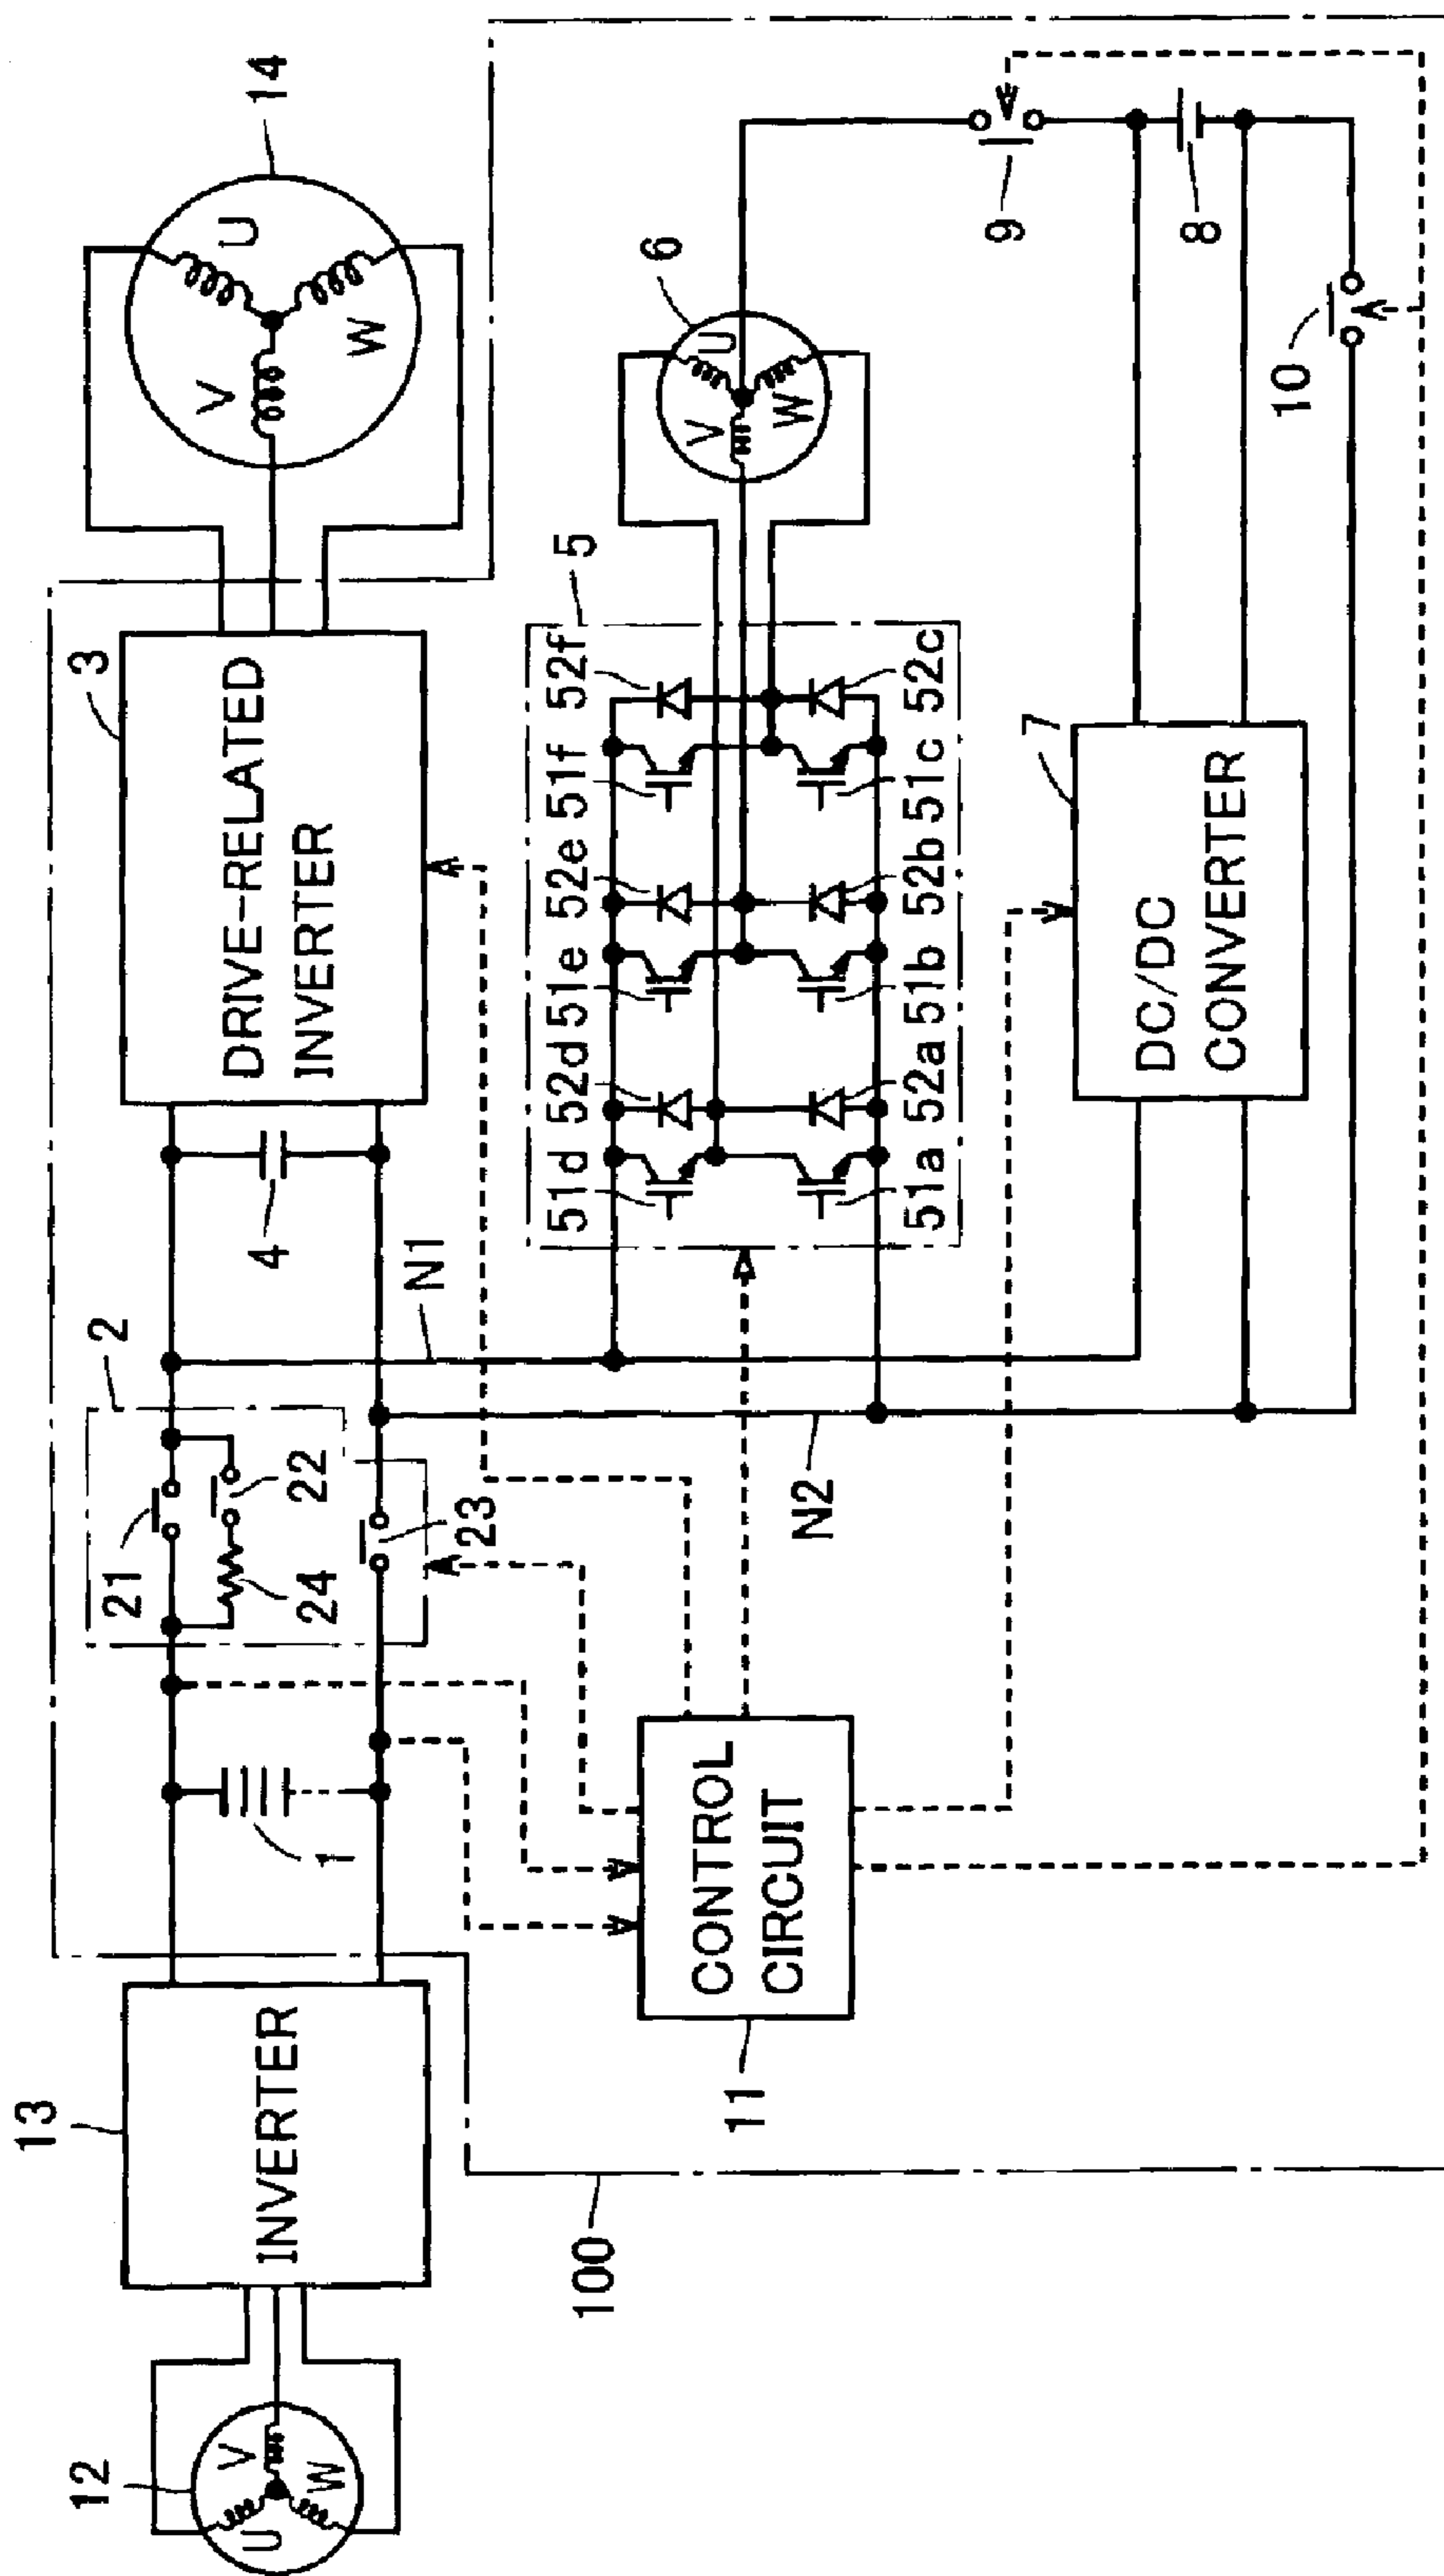 14
3
DRIVE-RELATED
INVERTER
U
V
W
2
21
22
24
23
4
N1
N2
1
13
INVERTER
12
U
V
W
5
51d
52d
51e
52e
51f
52f
51a
52a
51b
52b
51c
52c
6
U
V
W
9
8
10
7
DC/DC
CONVERTER
CONTROL
CIRCUIT
11
100